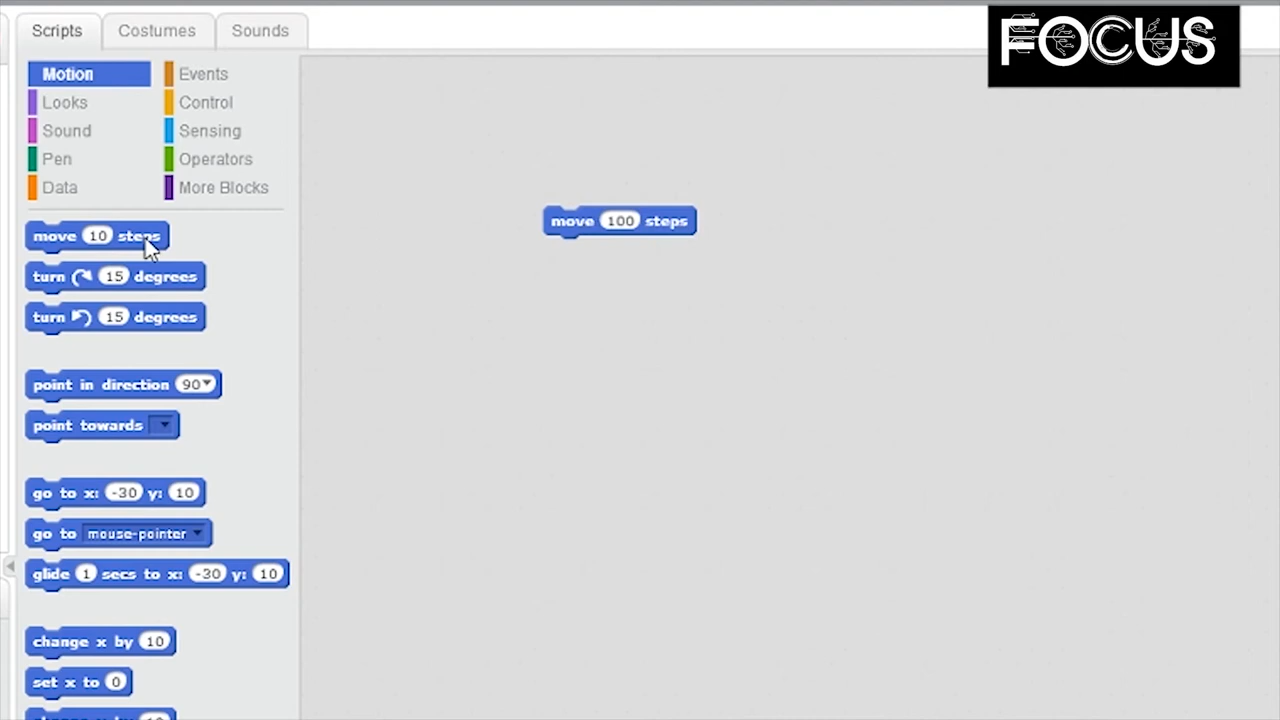 Scripts Costumes Sounds
FOCUS
Motion Events
Looks Control
Sound Sensing
Pen Operators
Data More Blocks
move 10 steps
turn 15 degrees
turn 15 degrees
point in direction 90
point towards
go to x: -30 y: 10
go to mouse-pointer
glide 1 secs to x: -30 y: 10
change x by 10
set x to 0
move 100 steps